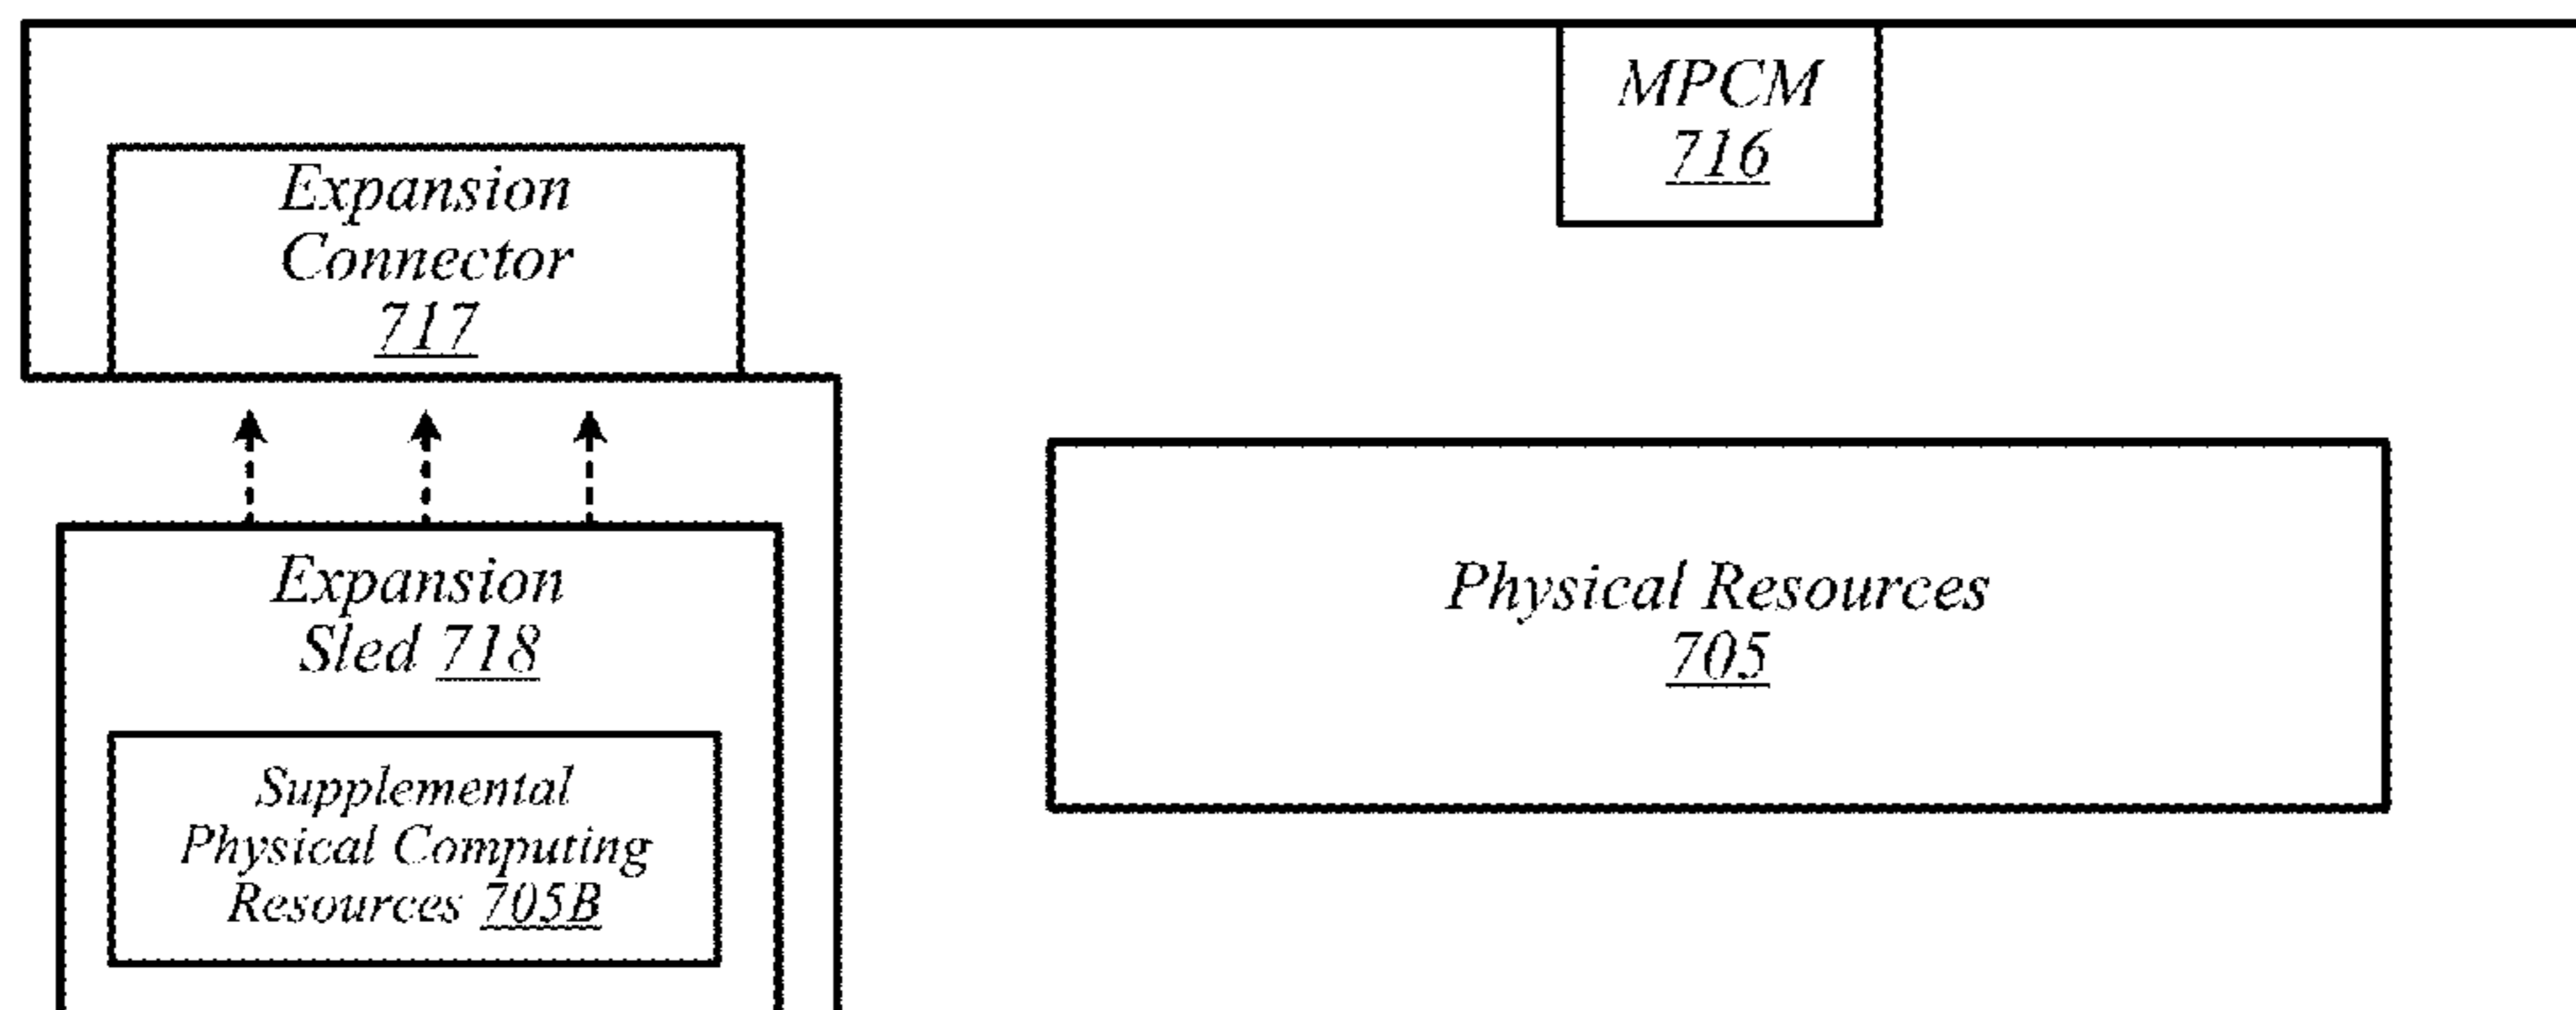 MPCM
716
Expansion
Connector
717
Expansion
Sled 718
Physical Resources
705
Supplemental
Physical Computing
Resources 705B